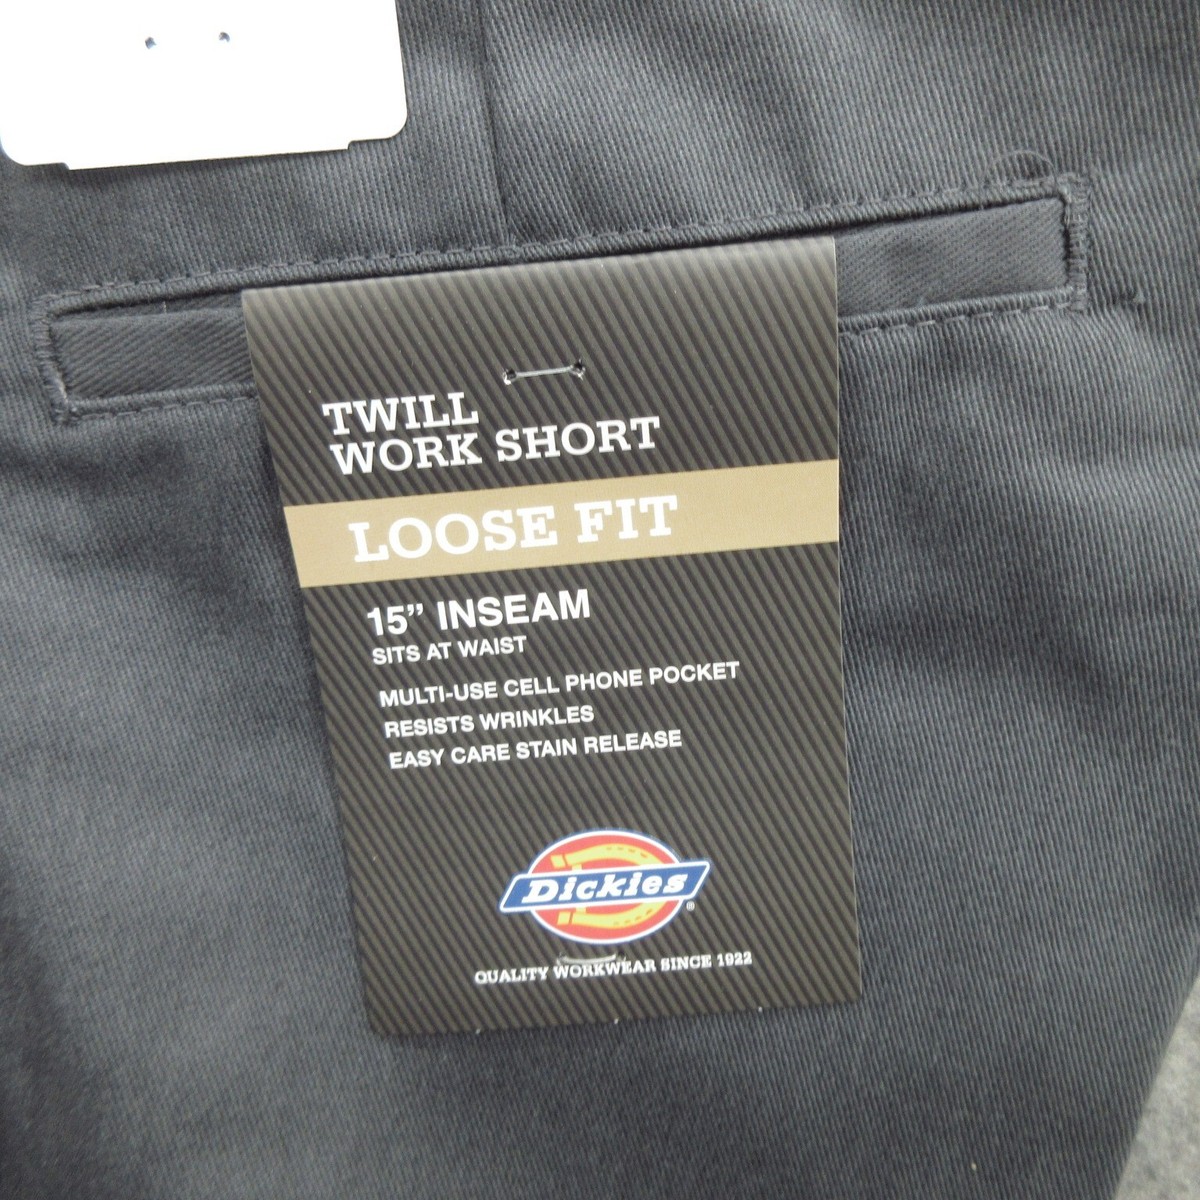 TWILL
WORK SHORT
LOOSE FIT
15” INSEAM
SITS AT WAIST
MULTI-USE CELL PHONE POCKET
RESISTS WRINKLES
EASY CARE STAIN RELEASE
Dickies ®
QUALITY WORKWEAR SINCE 1922